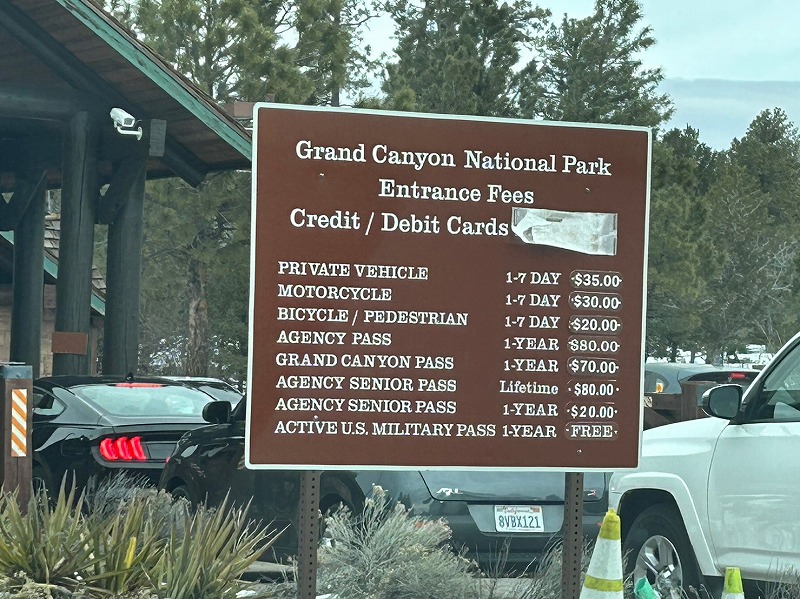 Grand Canyon National Park
Entrance Fees
Credit / Debit Cards
PRIVATE VEHICLE 1-7 DAY $35.00
MOTORCYCLE 1-7 DAY $30.00
BICYCLE / PEDESTRIAN 1-7 DAY $20.00
AGENCY PASS 1-YEAR $80.00
GRAND CANYON PASS 1-YEAR $70.00
AGENCY SENIOR PASS Lifetime $80.00
AGENCY SENIOR PASS 1-YEAR $20.00
ACTIVE U.S. MILITARY PASS 1-YEAR FREE
California
8VBX121